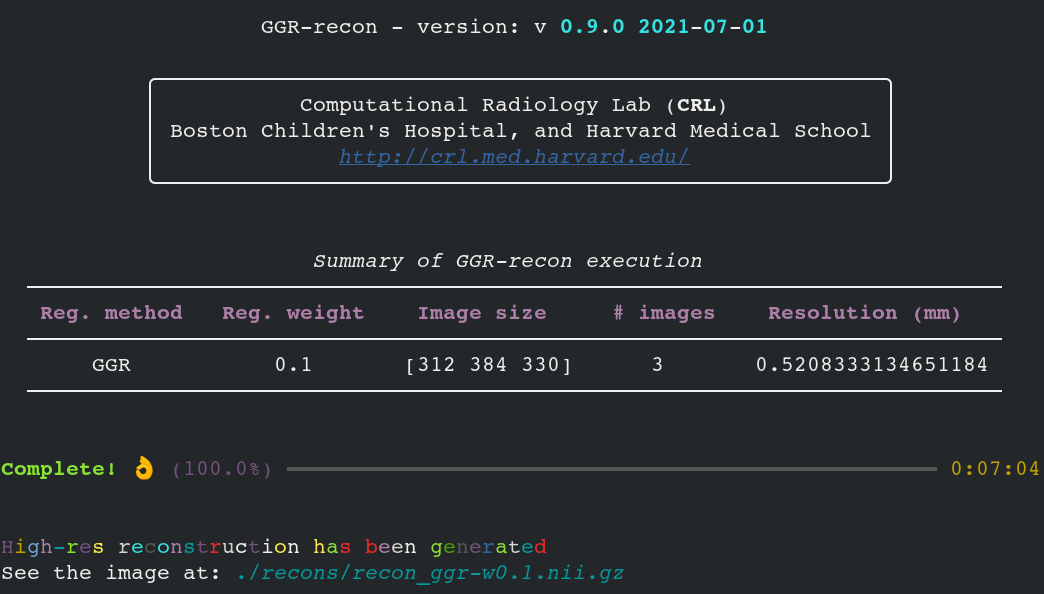 GGR-recon - version: v 0.9.0 2021-07-01
Computational Radiology Lab (CRL)
Boston Children's Hospital, and Harvard Medical School
http://crl.med.harvard.edu/
Summary of GGR-recon execution
Reg. method Reg. weight Image size # images Resolution (mm)
GGR 0.1 [312 384 330] 3 0.5208333134651184
Complete! 👌 (100.0%) 0:07:04
High-res reconstruction has been generated
See the image at: ./recons/recon_ggr-w0.1.nii.gz